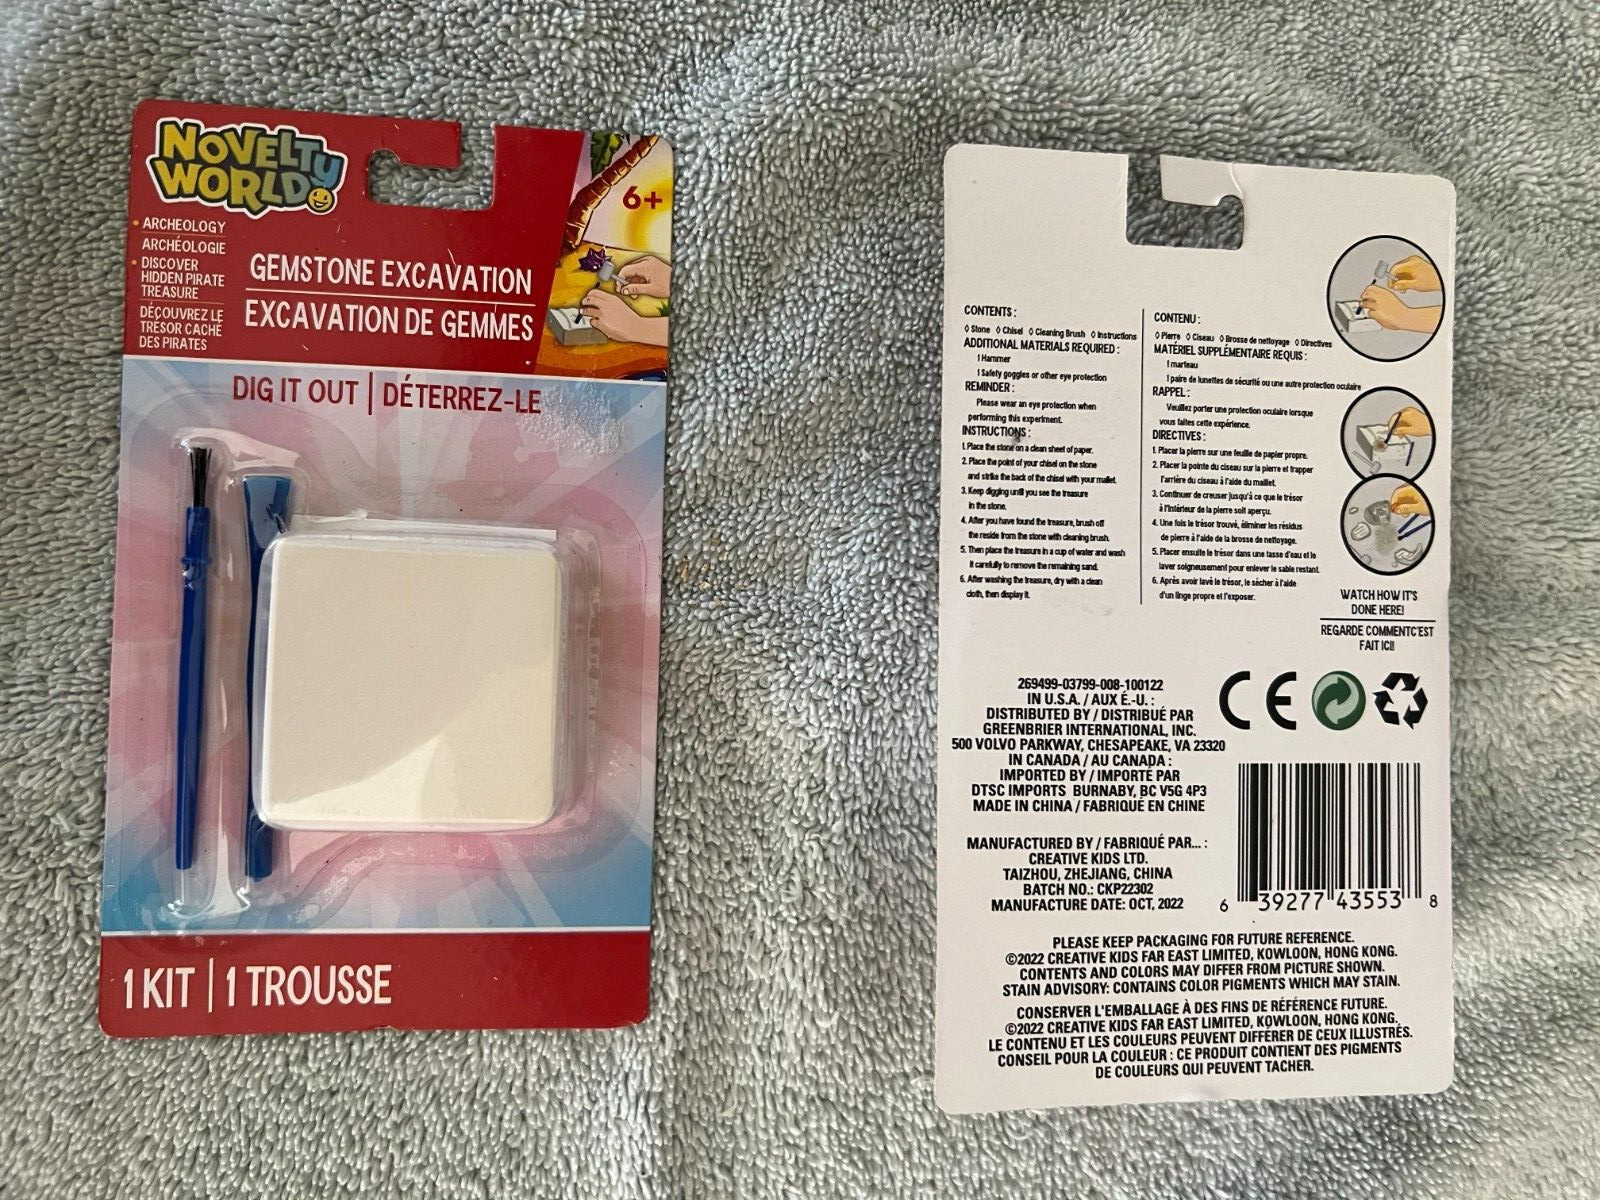 NOVELTY
WORLD
6+
• ARCHEOLOGY
ARCHÉOLOGIE
• DISCOVER
HIDDEN PIRATE
TREASURE
DÉCOUVREZ LE
TRÉSOR CACHÉ
DES PIRATES
GEMSTONE EXCAVATION
EXCAVATION DE GEMMES
DIG IT OUT | DÉTERREZ-LE
1 KIT | 1 TROUSSE
CONTENTS :
◊ Stone ◊ Chisel ◊ Cleaning Brush ◊ Instructions
ADDITIONAL MATERIALS REQUIRED :
1 Hammer
1 Safety goggles or other eye protection
REMINDER :
Please wear an eye protection when
performing this experiment.
INSTRUCTIONS :
1. Place the stone on a clean sheet of paper.
2. Place the point of your chisel on the stone
and strike the back of the chisel with your mallet.
3. Keep digging until you see the treasure
in the stone.
4. After you have found the treasure, brush off
the reside from the stone with cleaning brush.
5. Then place the treasure in a cup of water and wash
it carefully to remove the remaining sand.
6. After washing the treasure, dry with a clean
cloth, then display it.
CONTENU :
◊ Pierre ◊ Ciseau ◊ Brosse de nettoyage ◊ Directives
MATÉRIEL SUPPLÉMENTAIRE REQUIS :
1 marteau
1 paire de lunettes de sécurité ou une autre protection oculaire
RAPPEL :
Veuillez porter une protection oculaire lorsque
vous faites cette expérience.
DIRECTIVES :
1. Placer la pierre sur une feuille de papier propre.
2. Placer la pointe du ciseau sur la pierre et frapper
l'arrière du ciseau à l'aide du maillet.
3. Continuer de creuser jusqu'à ce que le trésor
à l'intérieur de la pierre soit aperçu.
4. Une fois le trésor trouvé, éliminer les résidus
de pierre à l'aide de la brosse de nettoyage.
5. Placer ensuite le trésor dans une tasse d'eau et le
laver soigneusement pour enlever le sable restant.
6. Après avoir lavé le trésor, le sécher à l'aide
d'un linge propre et l'exposer.
WATCH HOW IT'S
DONE HERE!
REGARDE COMMENTC'EST
FAIT ICI!
269499-03799-008-100122
IN U.S.A. / AUX É.-U. :
DISTRIBUTED BY / DISTRIBUÉ PAR
GREENBRIER INTERNATIONAL, INC.
500 VOLVO PARKWAY, CHESAPEAKE, VA 23320
IN CANADA / AU CANADA :
IMPORTED BY / IMPORTÉ PAR
DTSC IMPORTS BURNABY, BC V5G 4P3
MADE IN CHINA / FABRIQUÉ EN CHINE
CE
MANUFACTURED BY / FABRIQUÉ PAR... :
CREATIVE KIDS LTD.
TAIZHOU, ZHEJIANG, CHINA
BATCH NO.: CKP22302
MANUFACTURE DATE: OCT, 2022
6 39277 43553 8
PLEASE KEEP PACKAGING FOR FUTURE REFERENCE.
©2022 CREATIVE KIDS FAR EAST LIMITED, KOWLOON, HONG KONG.
CONTENTS AND COLORS MAY DIFFER FROM PICTURE SHOWN.
STAIN ADVISORY: CONTAINS COLOR PIGMENTS WHICH MAY STAIN.
CONSERVER L'EMBALLAGE À DES FINS DE RÉFÉRENCE FUTURE.
©2022 CREATIVE KIDS FAR EAST LIMITED, KOWLOON, HONG KONG.
LE CONTENU ET LES COULEURS PEUVENT DIFFÉRER DE CEUX ILLUSTRÉS.
CONSEIL POUR LA COULEUR : CE PRODUIT CONTIENT DES PIGMENTS
DE COULEURS QUI PEUVENT TACHER.